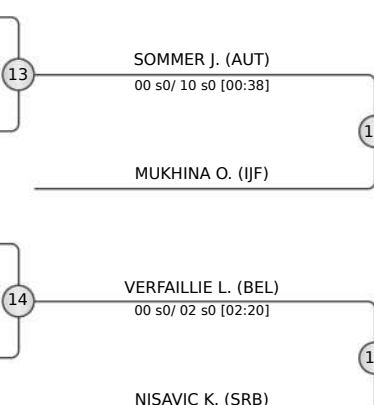 SOMMER J. (AUT)
13
00 s0/ 10 s0 [00:38]
MUKHINA O. (IJF)
VERFAILLIE L. (BEL)
14
00 s0/ 02 s0 [02:20]
NISAVIC K. (SRB)